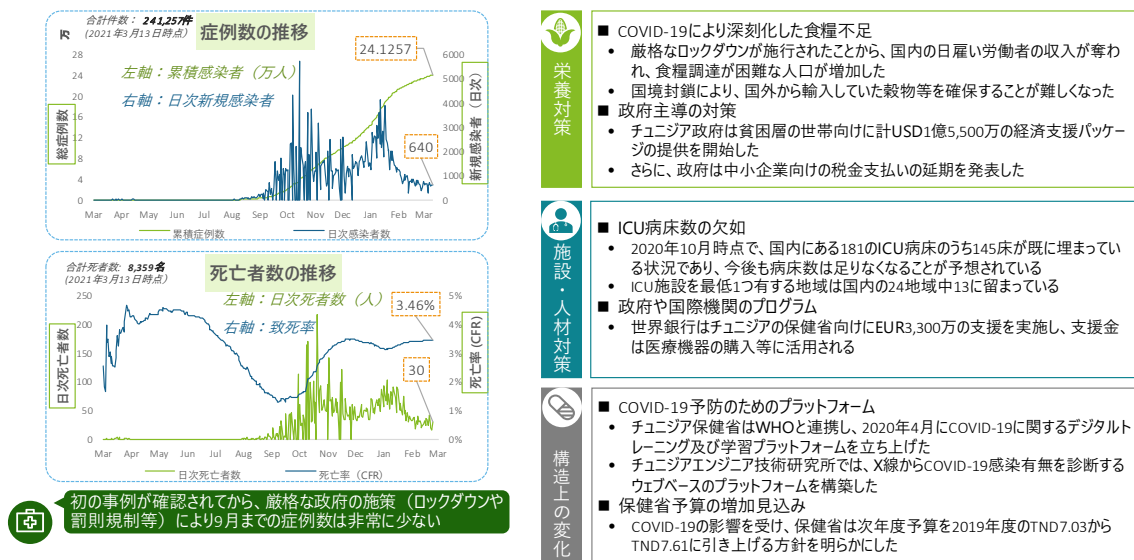 合計件数： 241,257件
(2021年3月13日時点)
症例数の推移
万
左軸：累積感染者（万人）
右軸：日次新規感染者
24.1257
640
総症例数
新規感染者（日次）
28
24
20
16
12
8
4
0
6000
5000
4000
3000
2000
1000
0
Mar Apr May Jun Jul Aug Sep Oct Nov Dec Jan Feb Mar
累積症例数 日次感染者数
合計死者数: 8,359名
(2021年3月13日時点)
死亡者数の推移
左軸：日次死者数（人）
右軸：致死率
3.46%
30
日次死亡者数
死亡率(CFR)
250
200
150
100
50
0
5%
4%
3%
2%
1%
0%
Mar Apr May Jun Jul Aug Sep Oct Nov Dec Jan Feb Mar
日次死亡者数 死亡率（CFR）
初の事例が確認されてから、厳格な政府の施策（ロックダウンや
罰則規制等）により9月までの症例数は非常に少ない
栄養対策
■ COVID-19により深刻化した食糧不足
• 厳格なロックダウンが施行されたことから、国内の日雇い労働者の収入が奪わ
れ、食糧調達が困難な人口が増加した
• 国境封鎖により、国外から輸入していた穀物等を確保することが難しくなった
■ 政府主導の対策
• チュニジア政府は貧困層の世帯向けに計USD1億5,500万の経済支援パッケー
ジの提供を開始した
• さらに、政府は中小企業向けの税金支払いの延期を発表した
施設・人材対策
■ ICU病床数の欠如
• 2020年10月時点で、国内にある181のICU病床のうち145床が既に埋まってい
る状況であり、今後も病床数は足りなくなることが予想されている
• ICU施設を最低1つ有する地域は国内の24地域中13に留まっている
■ 政府や国際機関のプログラム
• 世界銀行はチュニジアの保健省向けにEUR3,300万の支援を実施し、支援金
は医療機器の購入等に活用される
構造上の変化
■ COVID-19予防のためのプラットフォーム
• チュニジア保健省はWHOと連携し、2020年4月にCOVID-19に関するデジタルト
レーニング及び学習プラットフォームを立ち上げた
• チュニジアエンジニア技術研究所では、X線からCOVID-19感染有無を診断する
ウェブベースのプラットフォームを構築した
■ 保健省予算の増加見込み
• COVID-19の影響を受け、保健省は次年度予算を2019年度のTND7.03から
TND7.61に引き上げる方針を明らかにした